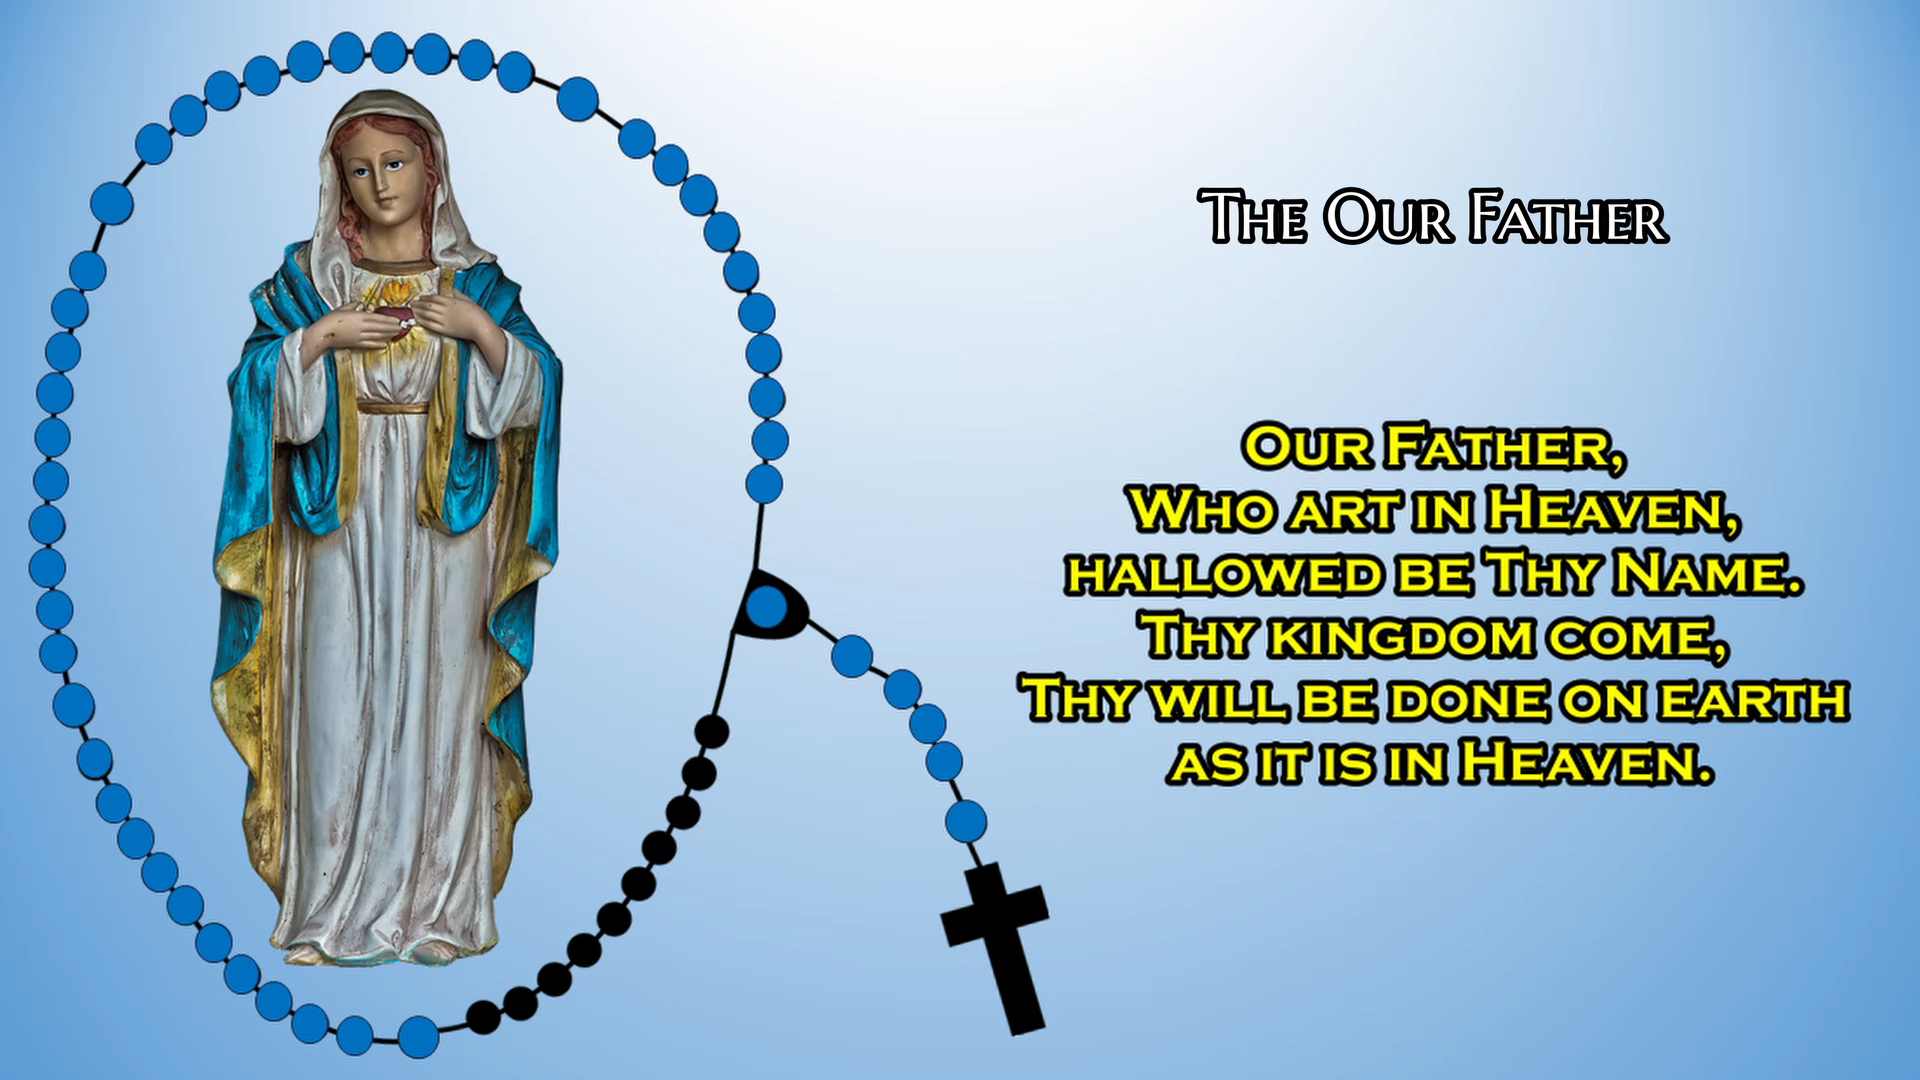 The Our Father
Our Father,
Who art in Heaven,
hallowed be Thy Name.
Thy kingdom come,
Thy will be done on earth
as it is in Heaven.